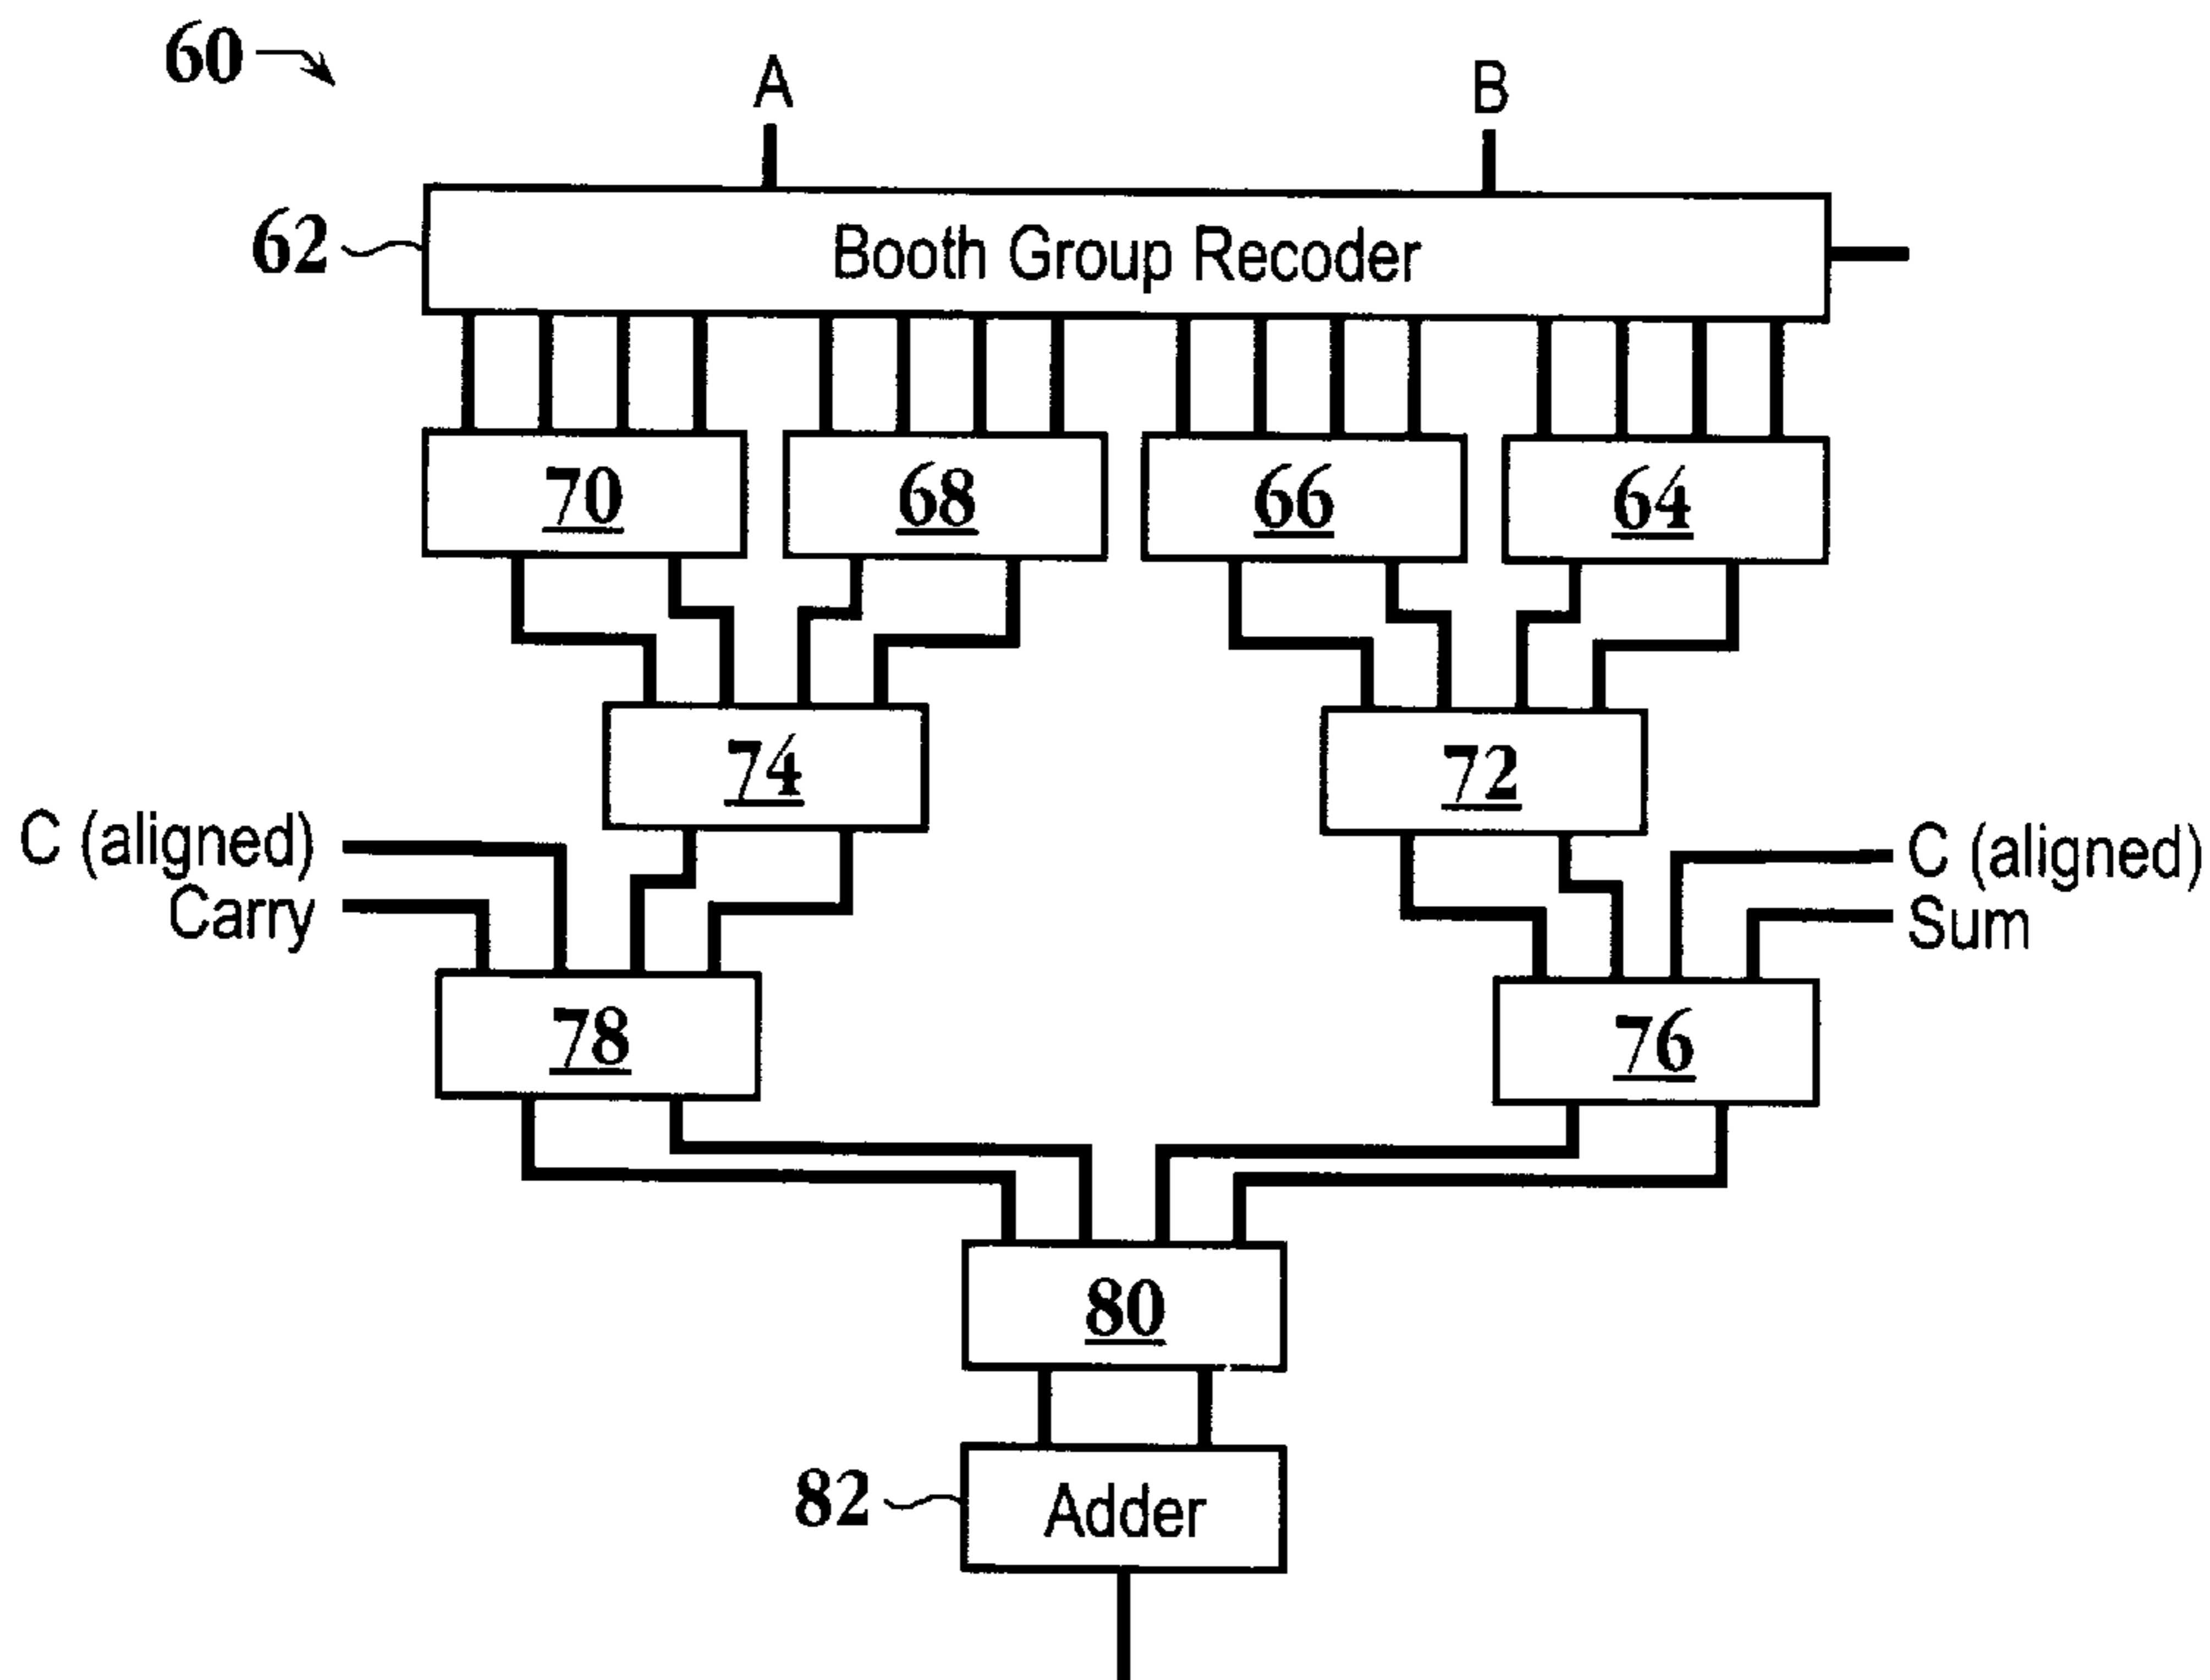 60
A B
62 Booth Group Recoder
70 68 66 64
74 72
C (aligned) C (aligned)
Carry Sum
78 76
80
82 Adder